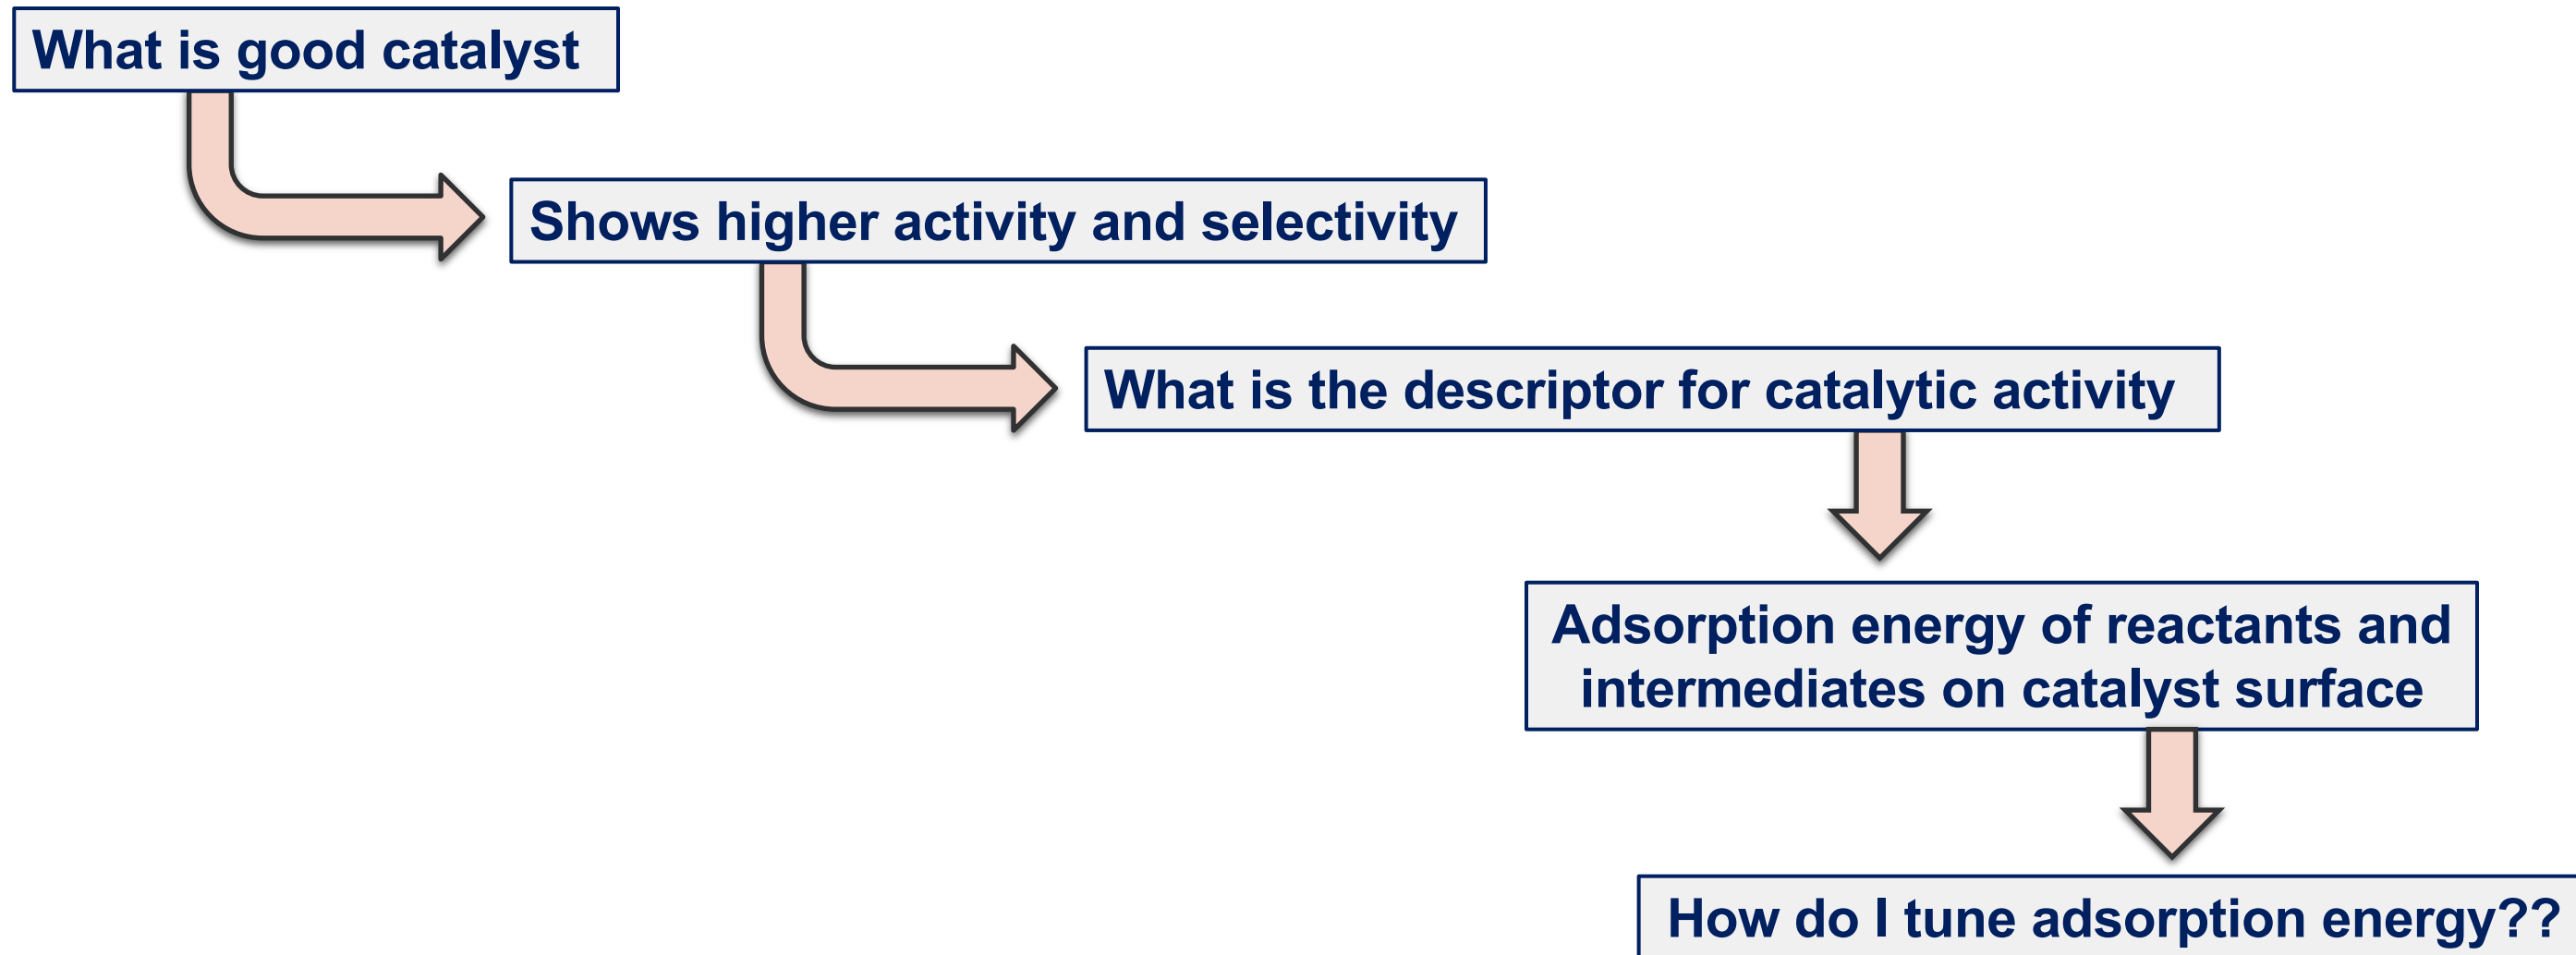 What is good catalyst
Shows higher activity and selectivity
What is the descriptor for catalytic activity
Adsorption energy of reactants and
intermediates on catalyst surface
How do I tune adsorption energy??